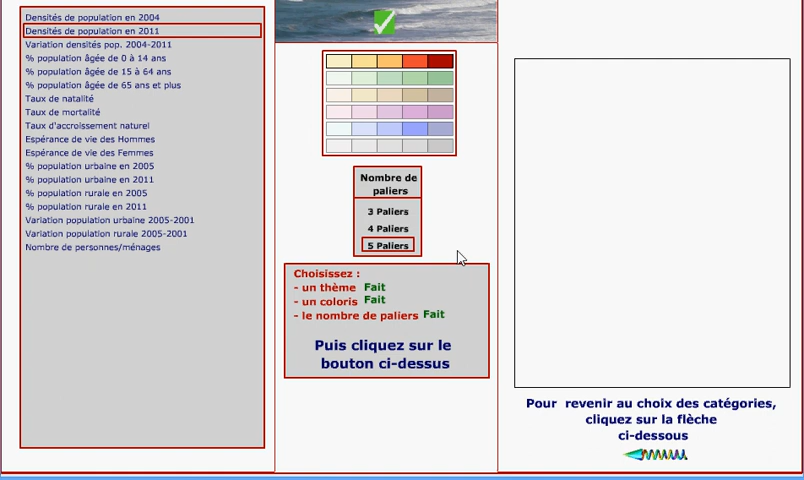 Densités de population en 2004
Densités de population en 2011
Variation densités pop. 2004-2011
% population âgée de 0 à 14 ans
% population âgée de 15 à 64 ans
% population âgée de 65 ans et plus
Taux de natalité
Taux de mortalité
Taux d'accroissement naturel
Espérance de vie des Hommes
Espérance de vie des Femmes
% population urbaine en 2005
% population urbaine en 2011
% population rurale en 2005
% population rurale en 2011
Variation population urbaine 2005-2001
Variation population rurale 2005-2001
Nombre de personnes/ménages
Nombre de
paliers
3 Paliers
4 Paliers
5 Paliers
Choisissez :
- un thème Fait
- un coloris Fait
- le nombre de paliers Fait
Puis cliquez sur le
bouton ci-dessus
Pour revenir au choix des catégories,
cliquez sur la flèche
ci-dessous